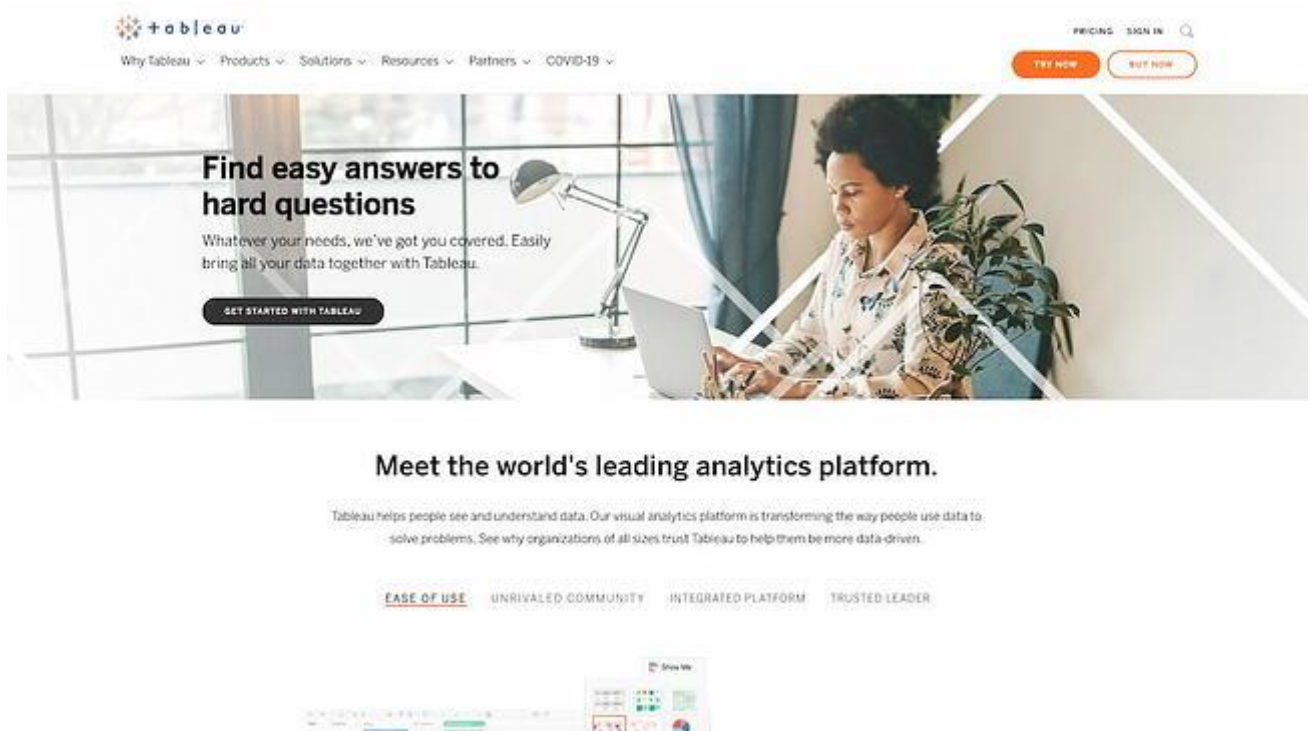 +ableau
PRICING SIGN IN
Why Tableau Products Solutions Resources Partners COVID-19
TRY NOW BUY NOW
Find easy answers to
hard questions
Whatever your needs, we've got you covered. Easily
bring all your data together with Tableau.
GET STARTED WITH TABLEAU
Meet the world's leading analytics platform.
Tableau helps people see and understand data. Our visual analytics platform is transforming the way people use data to
solve problems. See why organizations of all sizes trust Tableau to help them be more data-driven.
EASE OF USE UNRIVALED COMMUNITY INTEGRATED PLATFORM TRUSTED LEADER
Show Me